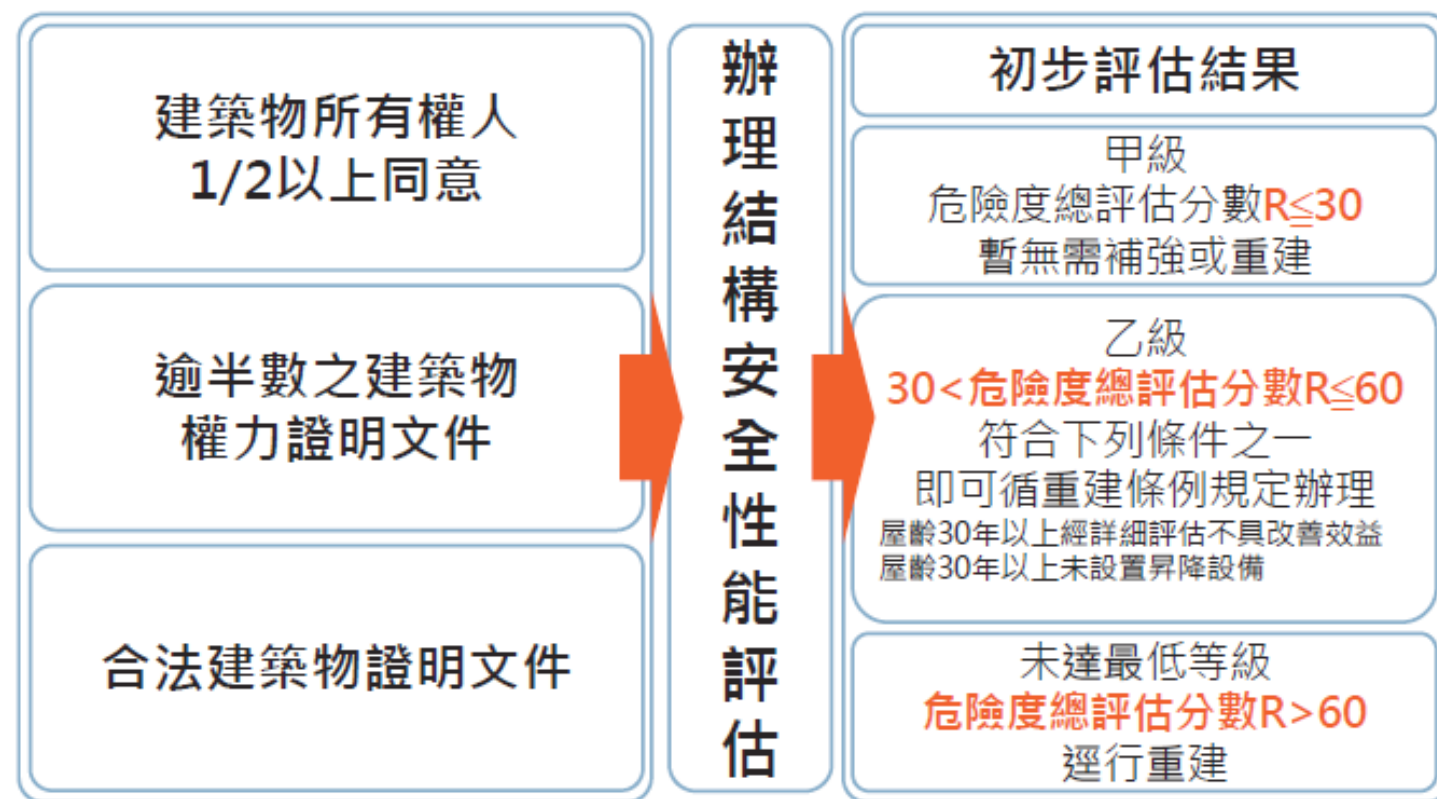 建築物所有權人
1/2以上同意
逾半數之建築物
權力證明文件
合法建築物證明文件
辦理結構安全性能評估
初步評估結果
甲級
危險度總評估分數R≦30
暫無需補強或重建
乙級
30<危險度總評估分數R≦60
符合下列條件之一
即可循重建條例規定辦理
屋齡30年以上經詳細評估不具改善效益
屋齡30年以上未設置昇降設備
未達最低等級
危險度總評估分數R>60
逕行重建